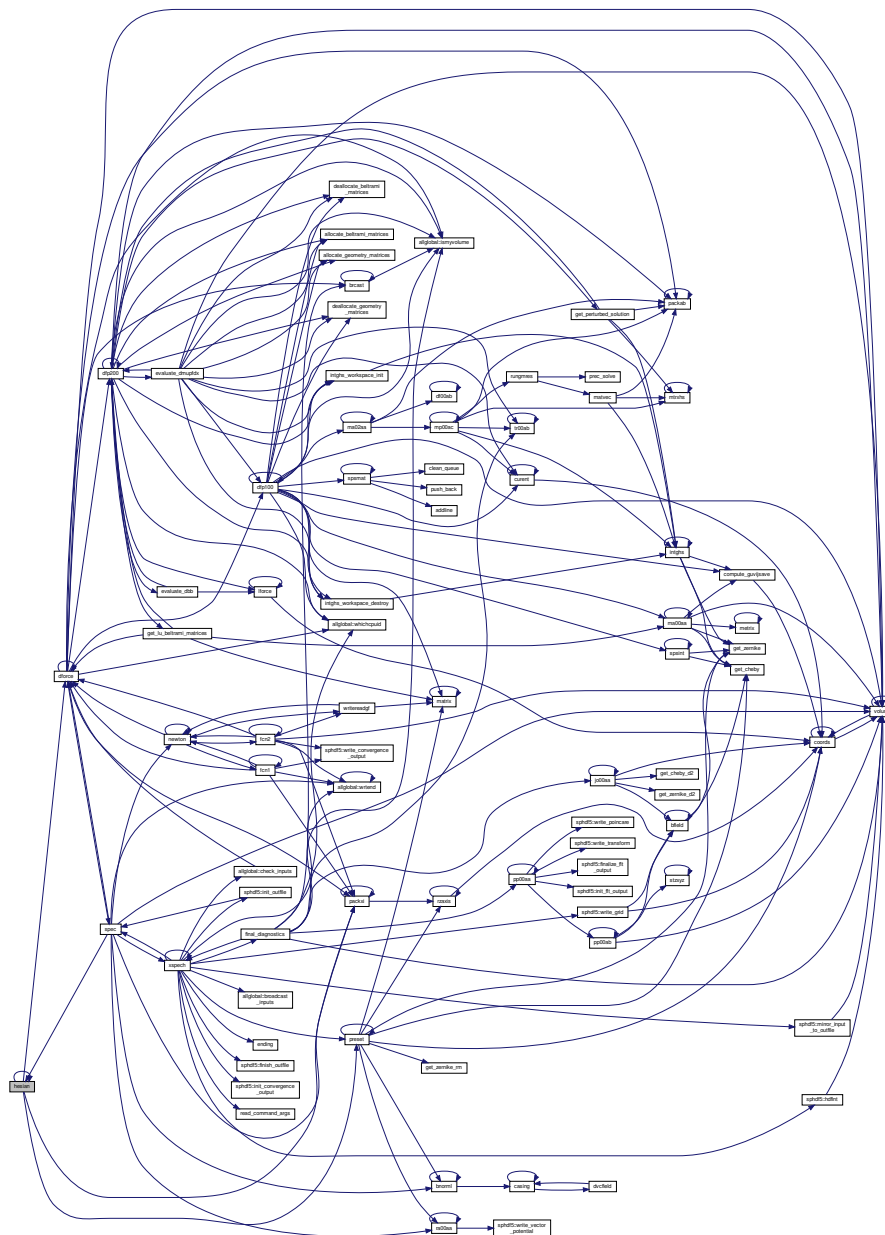 deallocate_beltrami
_matrices
allocate_beltrami_matrices
allglobal::ismyvolume
allocate_geometry_matrices
brcast
packab
deallocate_geometry
_matrices
get_perturbed_solution
dfp200
evaluate_dmupfdx
intghs_workspace_init
rungmres
prec_solve
df00ab
matvec
mtrxhs
ma02aa
mp00ac
tr00ab
spsmat
clean_queue
curent
dfp100
push_back
addline
intghs
compute_guvijsave
evaluate_dbb
lforce
intghs_workspace_destroy
allglobal::whichcpuid
ma00aa
matrix
get_lu_beltrami_matrices
get_zernike
spsint
get_cheby
dforce
matrix
writereadgf
volume
newton
fcn2
coords
sphdf5::write_convergence
_output
fcn1
get_cheby_d2
jo00aa
allglobal::wrtend
get_zernike_d2
sphdf5::write_poincare
bfield
sphdf5::write_transform
allglobal::check_inputs
sphdf5::finalize_flt
_output
pp00aa
stzxyz
sphdf5::init_outfile
sphdf5::init_flt_output
packxi
rzaxis
sphdf5::write_grid
spec
final_diagnostics
pp00ab
xspech
allglobal::broadcast
_inputs
sphdf5::mirror_input
_to_outfile
ending
preset
sphdf5::finish_outfile
get_zernike_rm
hesian
sphdf5::init_convergence
_output
sphdf5::hdfint
read_command_args
bnorml
casing
dvcfield
ra00aa
sphdf5::write_vector
_potential